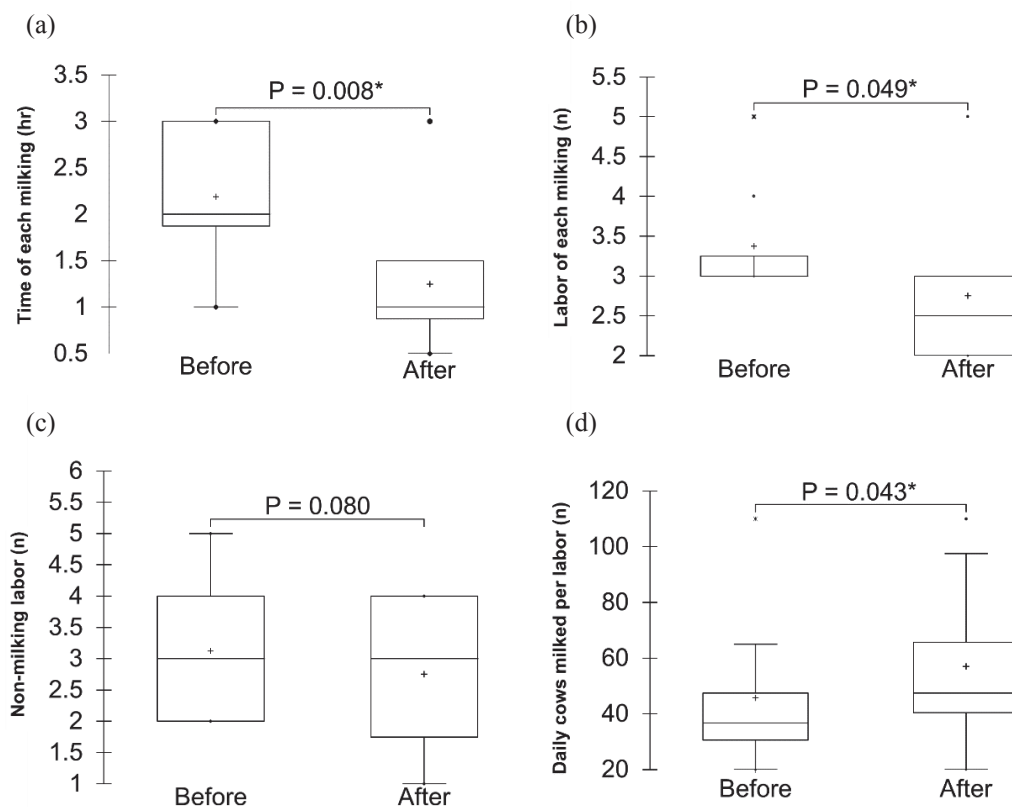 (a)
Time of each milking (hr)
3.5
3
2.5
2
1.5
1
0.5
P = 0.008*
Before
After
(b)
Labor of each milking (n)
5.5
5
4.5
4
3.5
3
2.5
2
P = 0.049*
Before
After
(c)
Non-milking labor (n)
6
5.5
5
4.5
4
3.5
3
2.5
2
1.5
1
P = 0.080
Before
After
(d)
Daily cows milked per labor (n)
120
100
80
60
40
20
P = 0.043*
Before
After